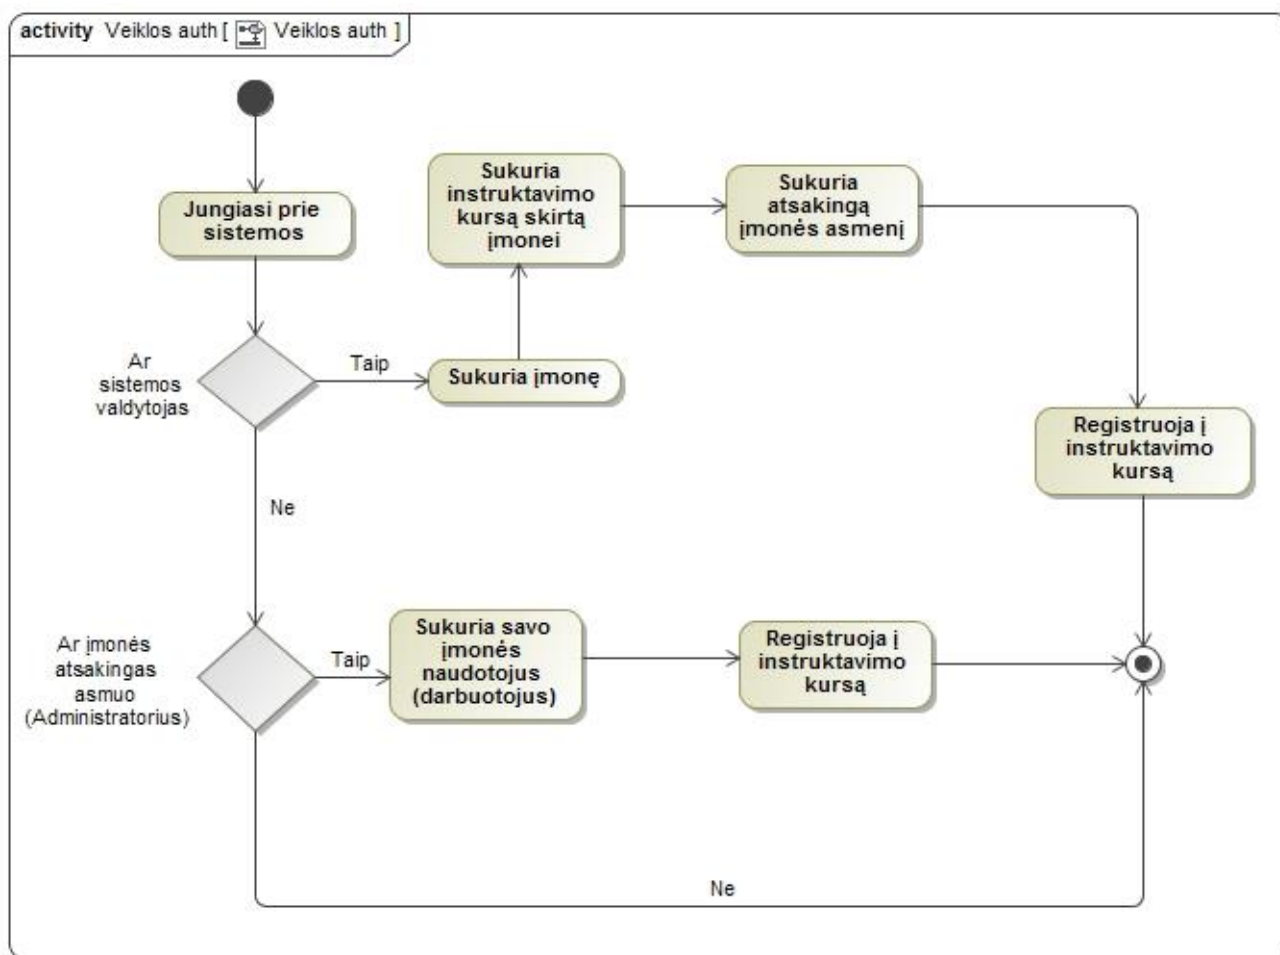 activity Veiklos auth [ Veiklos auth ]
Jungiasi prie
sistemos
Sukuria
instruktavimo
kursą skirtą
įmonei
Sukuria
atsakingą
įmonės asmenį
Ar
sistemos
valdytojas
Taip
Sukuria įmonę
Registruoja į
instruktavimo
kursą
Ne
Ar įmonės
atsakingas
asmuo
(Administratorius)
Taip
Sukuria savo
įmonės
naudotojus
(darbuotojus)
Registruoja į
instruktavimo
kursą
Ne